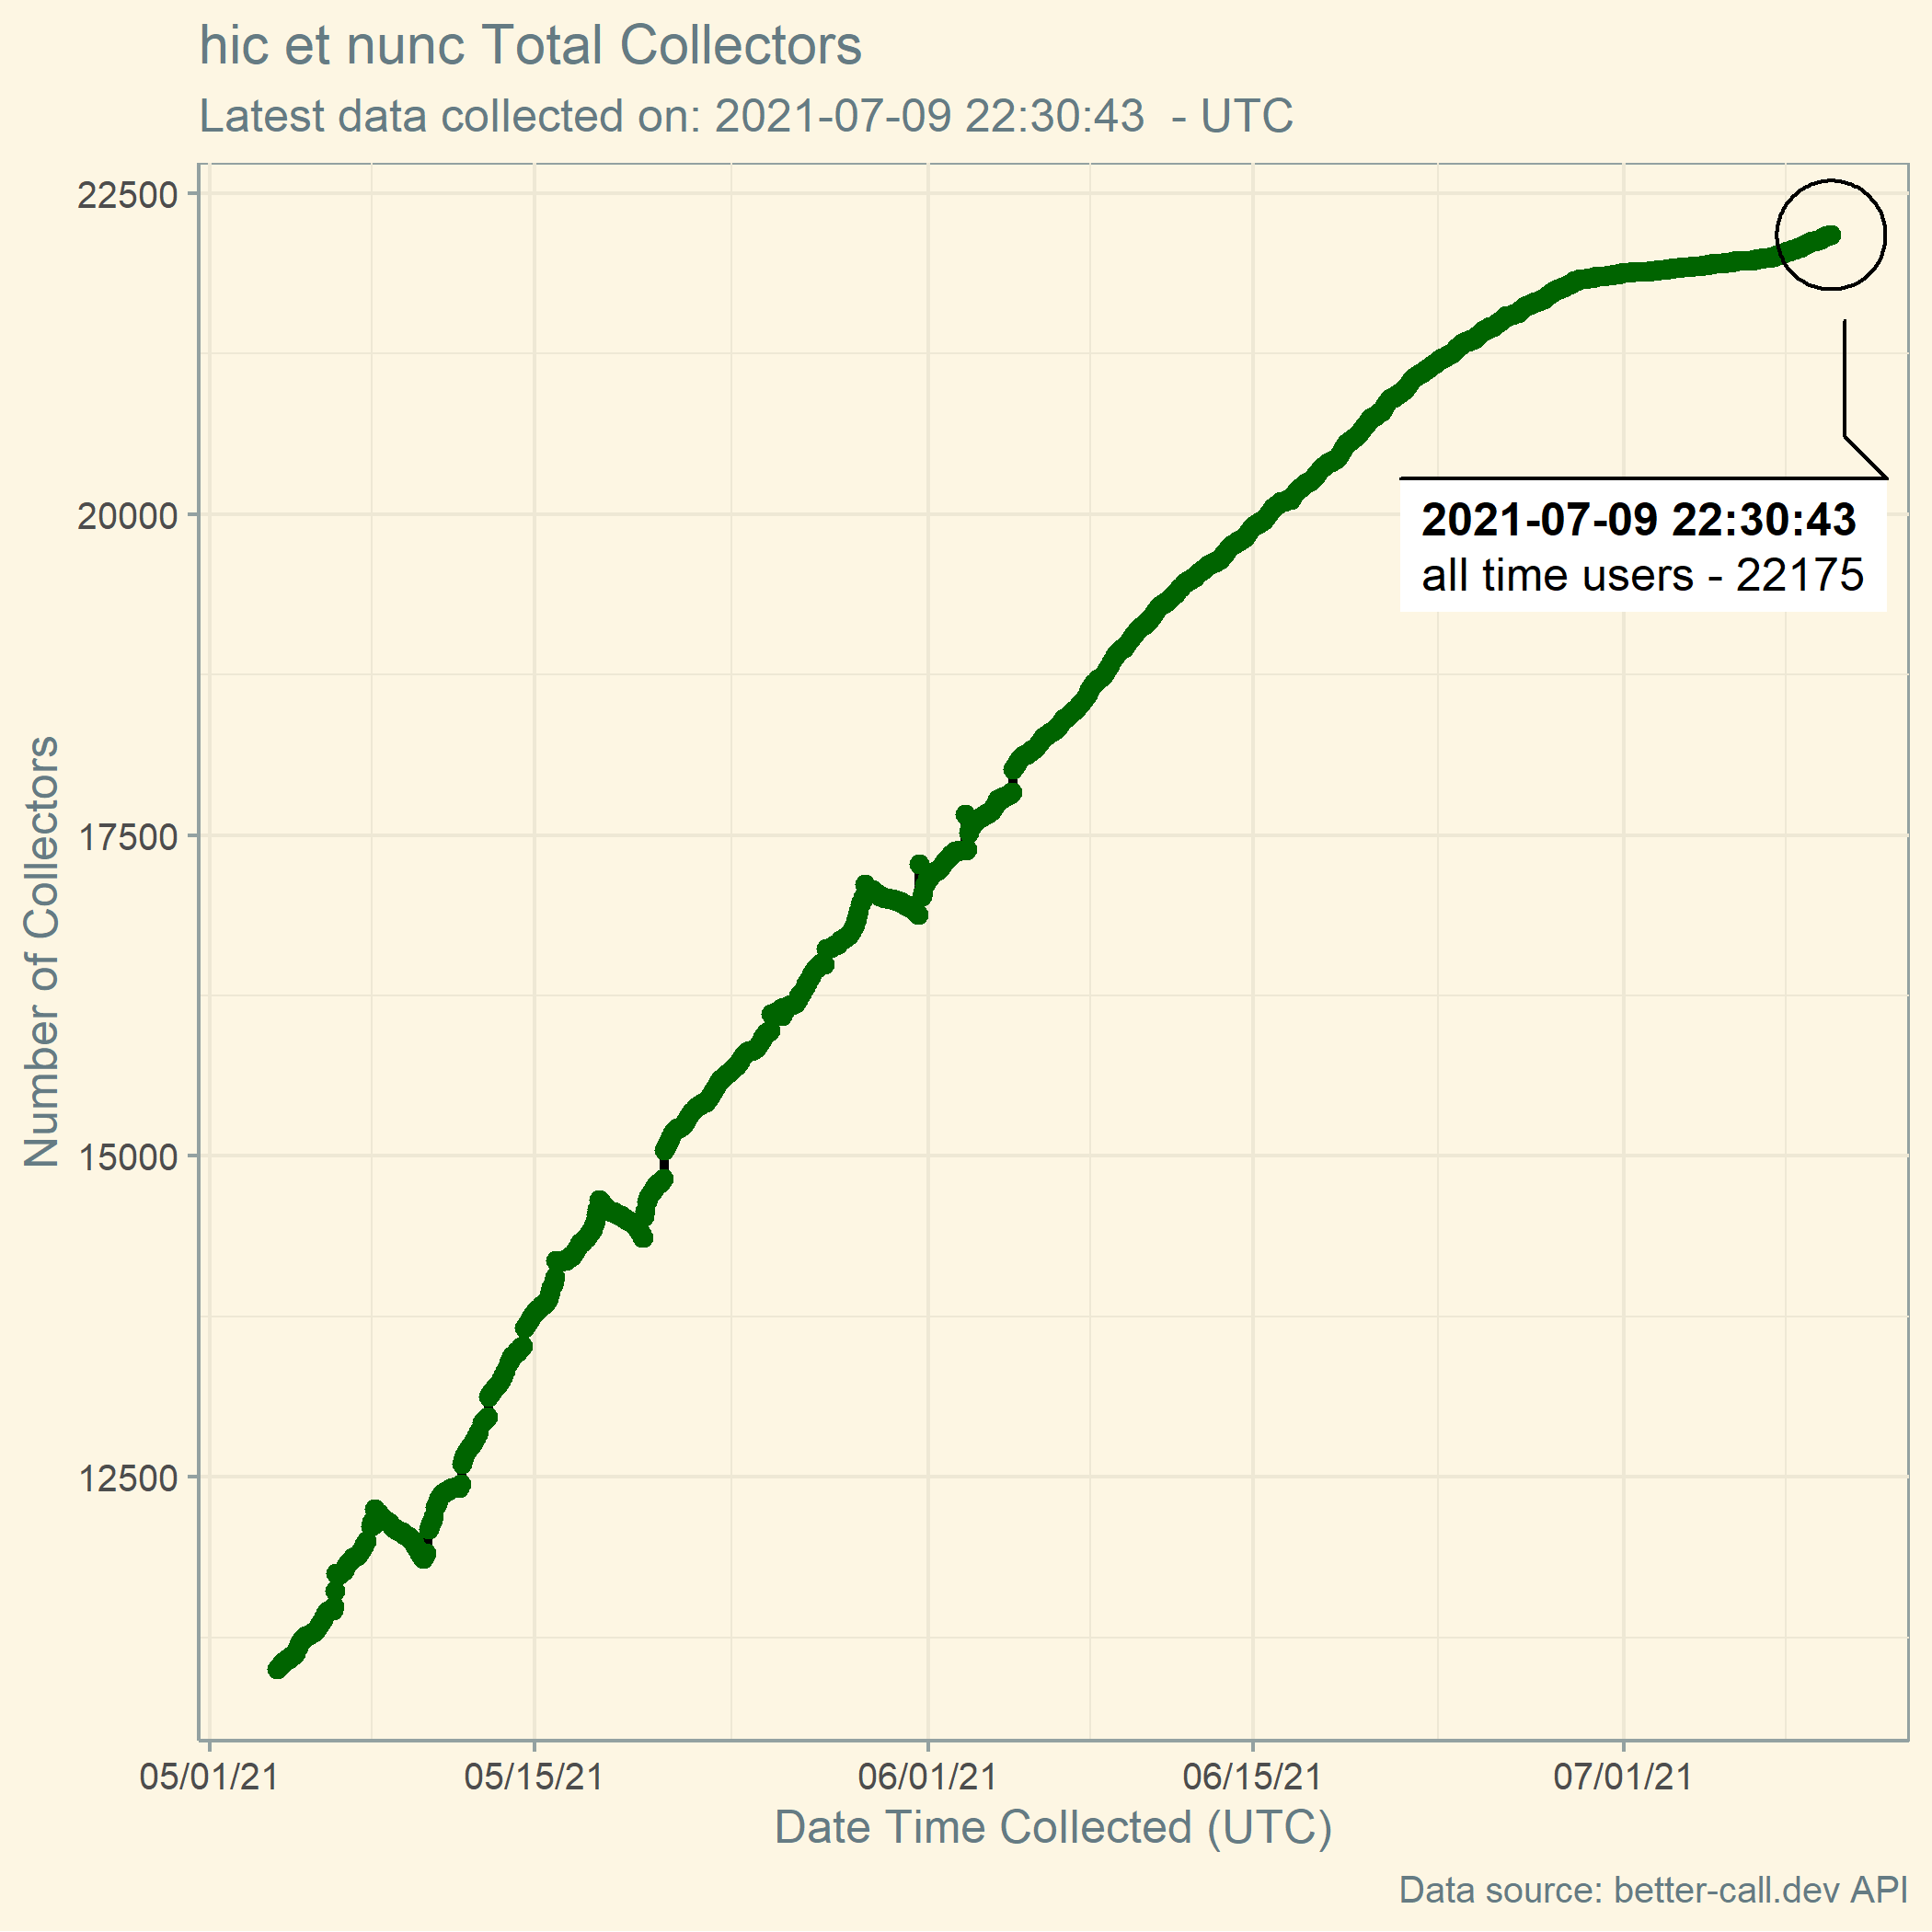 hic et nunc Total Collectors
Latest data collected on: 2021-07-09 22:30:43  - UTC
Number of Collectors
22500
20000
17500
15000
12500
2021-07-09 22:30:43
all time users - 22175
05/01/21
05/15/21
06/01/21
06/15/21
07/01/21
Date Time Collected (UTC)
Data source: better-call.dev API